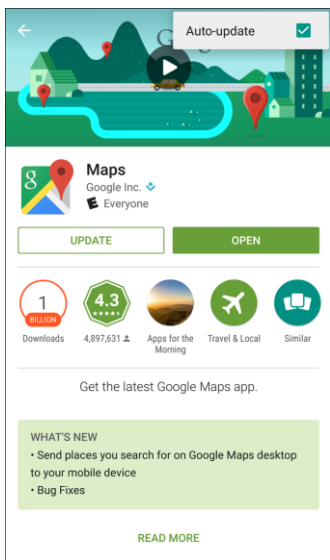 G
Auto-update
g
Maps
Google Inc.
E Everyone
UPDATE
OPEN
1
BILLION
4.3
Downloads
4,897,631
Apps for the
Morning
Travel & Local
Similar
Get the latest Google Maps app.
WHAT'S NEW
• Send places you search for on Google Maps desktop
to your mobile device
• Bug Fixes
READ MORE